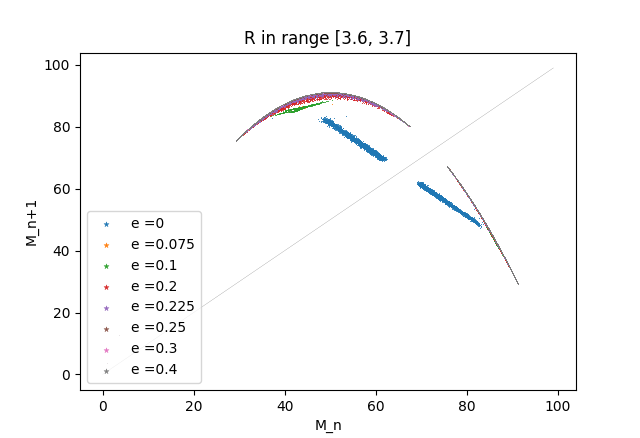 R in range [3.6, 3.7]
M_n+1
100
80
60
40
20
0
e =0
e =0.075
e =0.1
e =0.2
e =0.225
e =0.25
e =0.3
e =0.4
0 20 40 60 80 100
M_n